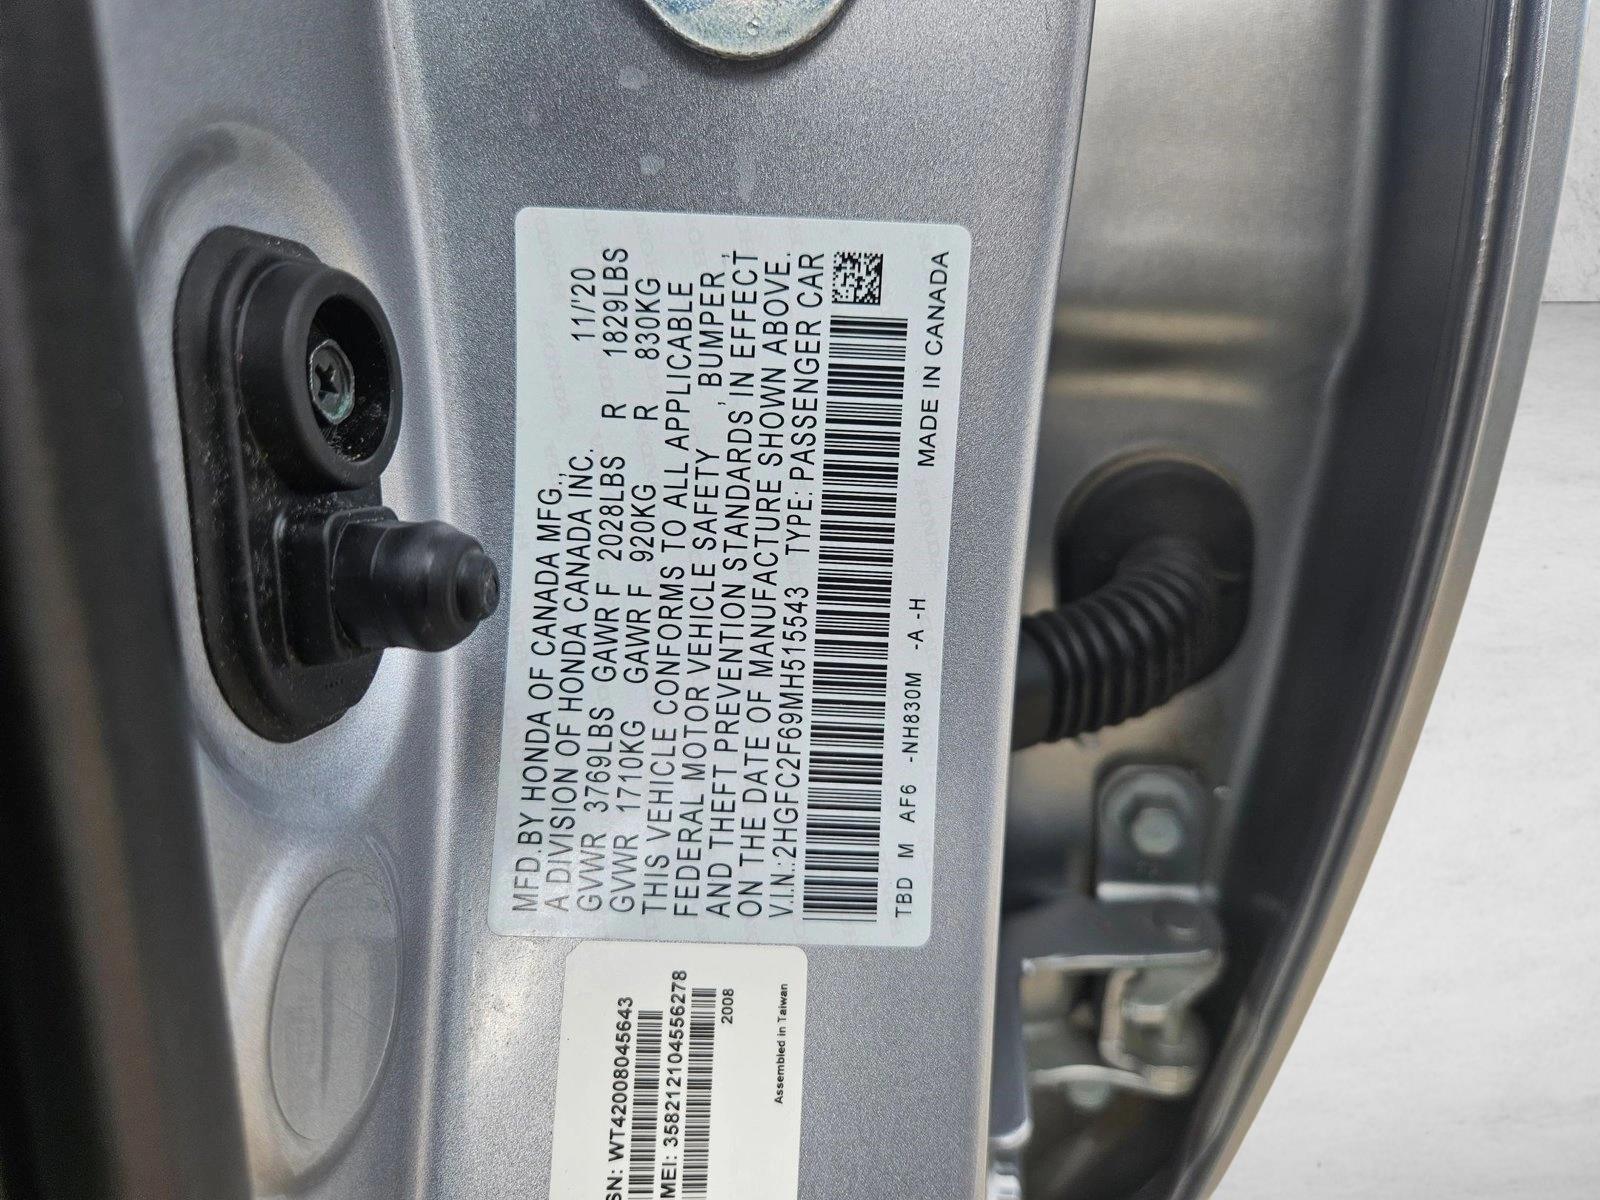 MFD.BY HONDA OF CANADA MFG.,
A DIVISION OF HONDA CANADA INC. 11/'20
GVWR 3769LBS GAWR F 2028LBS R 1829LBS
GVWR 1710KG GAWR F 920KG R 830KG
THIS VEHICLE CONFORMS TO ALL APPLICABLE
FEDERAL MOTOR VEHICLE SAFETY , BUMPER ,
AND THEFT PREVENTION STANDARDS IN EFFECT
ON THE DATE OF MANUFACTURE SHOWN ABOVE.
V.I.N.:2HGFC2F69MH515543 TYPE: PASSENGER CAR
TBD M AF6 -NH830M -A -H MADE IN CANADA
SN: WT42008045643
MEI: 358212104556278
2008
Assembled in Taiwan